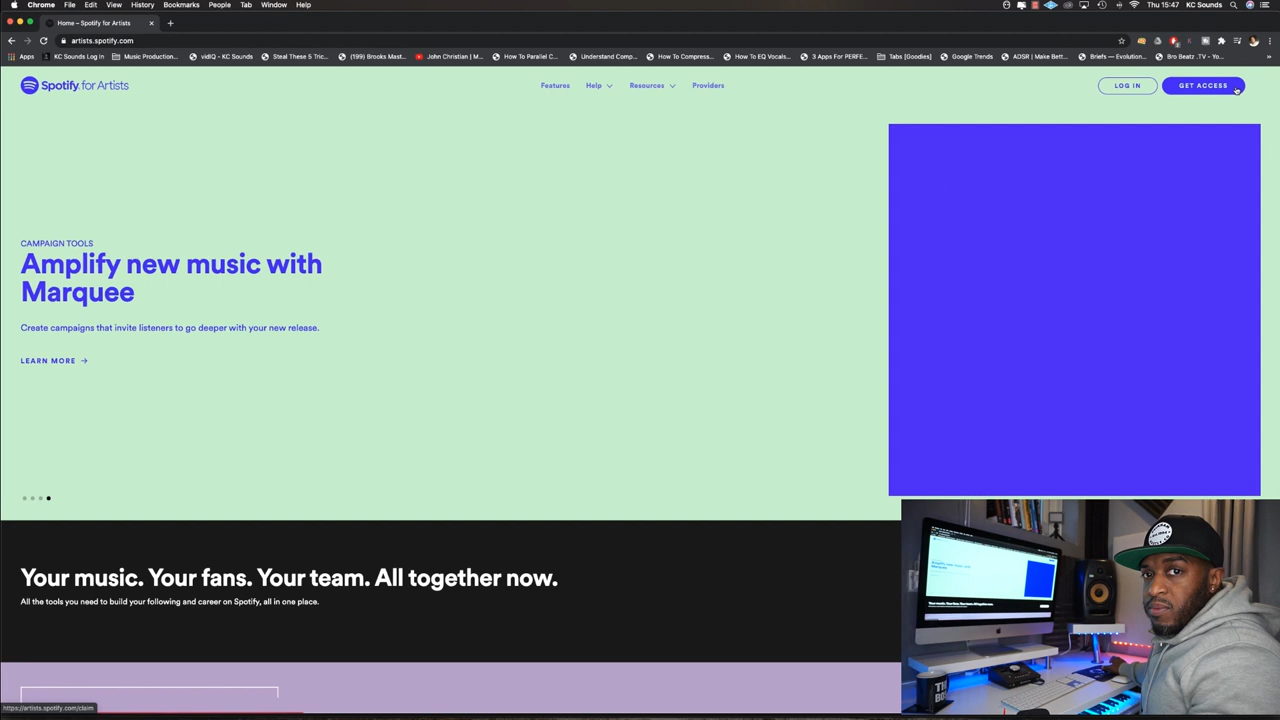 Chrome File Edit View History Bookmarks People Tab Window Help
Thu 15:47 KC Sounds
Home – Spotify for Artists
artists.spotify.com
Apps KC Sounds Log In Music Production... vidIQ - KC Sounds Steal These 5 Tric... (199) Brooks Mast... John Christian | M... How To Parallel C... Understand Comp... How To Compress... How To EQ Vocals... 3 Apps For PERFE... Tabs [Goodies] Google Trends ADSR | Make Bett... Briefs — Evolution... Bro Beatz .TV - Yo... »
Spotify for Artists
Features Help Resources Providers
LOG IN GET ACCESS
CAMPAIGN TOOLS
Amplify new music with
Marquee
Create campaigns that invite listeners to go deeper with your new release.
LEARN MORE →
Your music. Your fans. Your team. All together now.
All the tools you need to build your following and career on Spotify, all in one place.
https://artists.spotify.com/claim